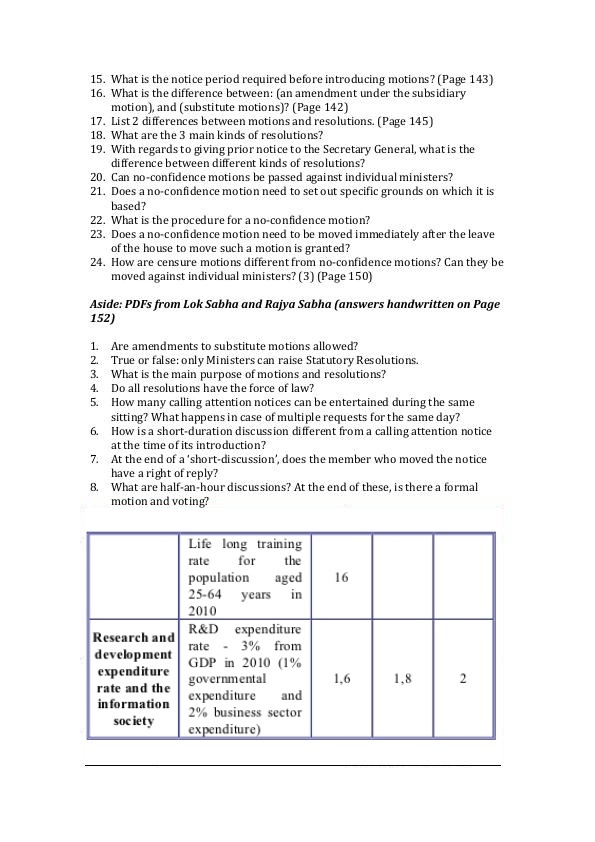 15. What is the notice period required before introducing motions? (Page 143)
16. What is the difference between: (an amendment under the subsidiary
motion), and (substitute motions)? (Page 142)
17. List 2 differences between motions and resolutions. (Page 145)
18. What are the 3 main kinds of resolutions?
19. With regards to giving prior notice to the Secretary General, what is the
difference between different kinds of resolutions?
20. Can no-confidence motions be passed against individual ministers?
21. Does a no-confidence motion need to set out specific grounds on which it is
based?
22. What is the procedure for a no-confidence motion?
23. Does a no-confidence motion need to be moved immediately after the leave
of the house to move such a motion is granted?
24. How are censure motions different from no-confidence motions? Can they be
moved against individual ministers? (3) (Page 150)
Aside: PDFs from Lok Sabha and Rajya Sabha (answers handwritten on Page
152)
1. Are amendments to substitute motions allowed?
2. True or false: only Ministers can raise Statutory Resolutions.
3. What is the main purpose of motions and resolutions?
4. Do all resolutions have the force of law?
5. How many calling attention notices can be entertained during the same
sitting? What happens in case of multiple requests for the same day?
6. How is a short-duration discussion different from a calling attention notice
at the time of its introduction?
7. At the end of a ‘short-discussion’, does the member who moved the notice
have a right of reply?
8. What are half-an-hour discussions? At the end of these, is there a formal
motion and voting?
Life long training
rate for the
population aged
25-64 years in
2010
16
Research and
development
expenditure
rate and the
information
society
R&D expenditure
rate - 3% from
GDP in 2010 (1%
governmental
expenditure and
2% business sector
expenditure)
1,6
1,8
2